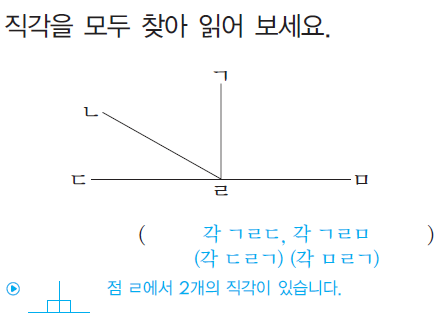 직각을 모두 찾아 읽어 보세요.
ㄱ
ㄴ
ㄷ
ㄹ
ㅁ
( 각 ㄱㄹㄷ, 각 ㄱㄹㅁ )
(각 ㄷㄹㄱ) (각 ㅁㄹㄱ)
점 ㄹ에서 2개의 직각이 있습니다.